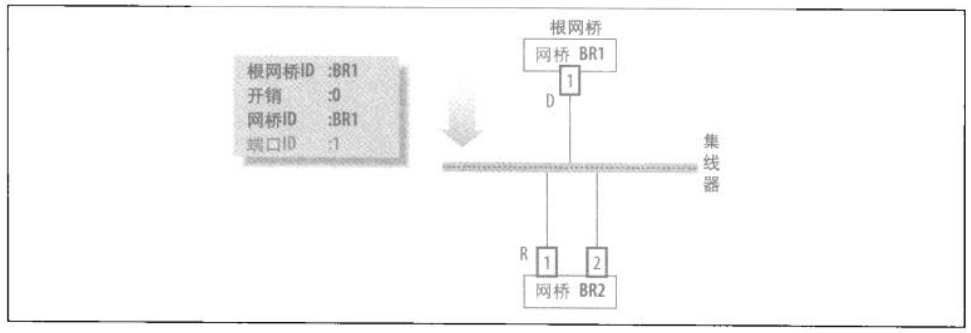 根网桥
网桥 BR1
1
D
根网桥ID :BR1
开销 :0
网桥ID :BR1
端口ID :1
集线器
R
1
2
网桥 BR2